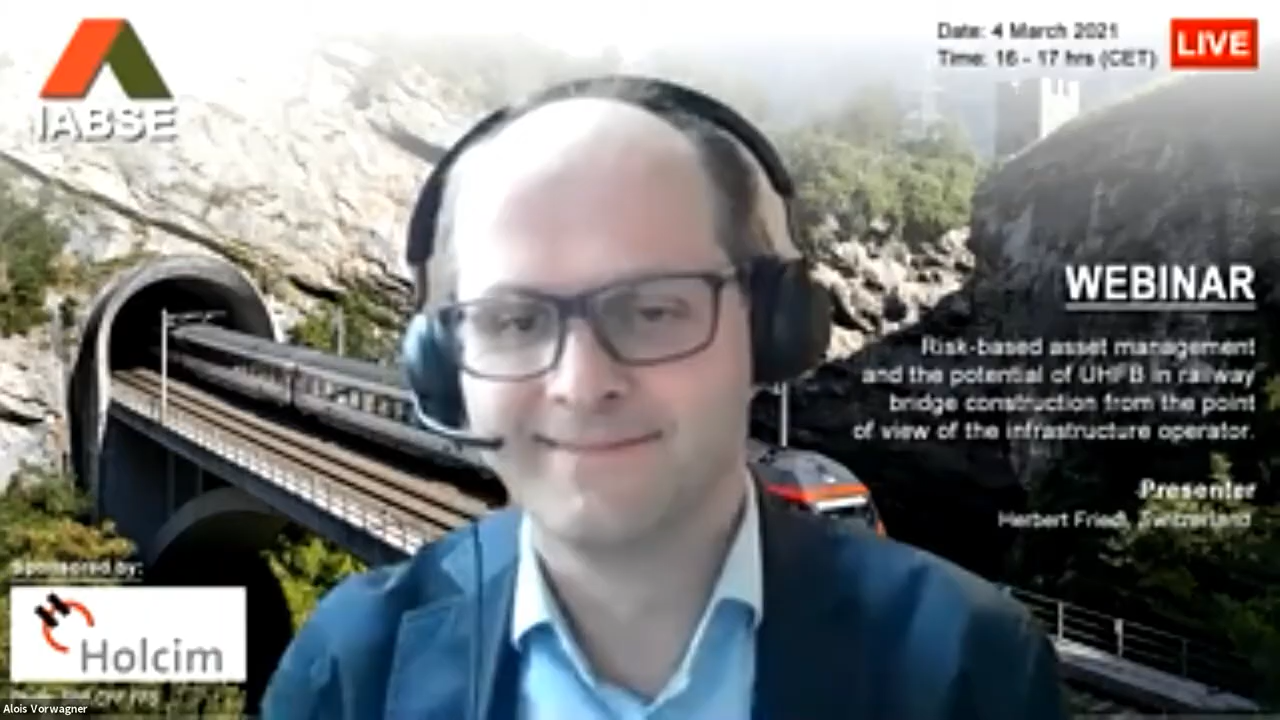 IABSE
Date: 4 March 2021
Time: 16 - 17 hrs (CET)
LIVE
WEBINAR
Risk-based asset management
and the potential of UHFB in railway
bridge construction from the point
of view of the infrastructure operator.
Presenter
Herbert Friedl, Switzerland
Sponsored by:
Holcim
Alois Vorwagner